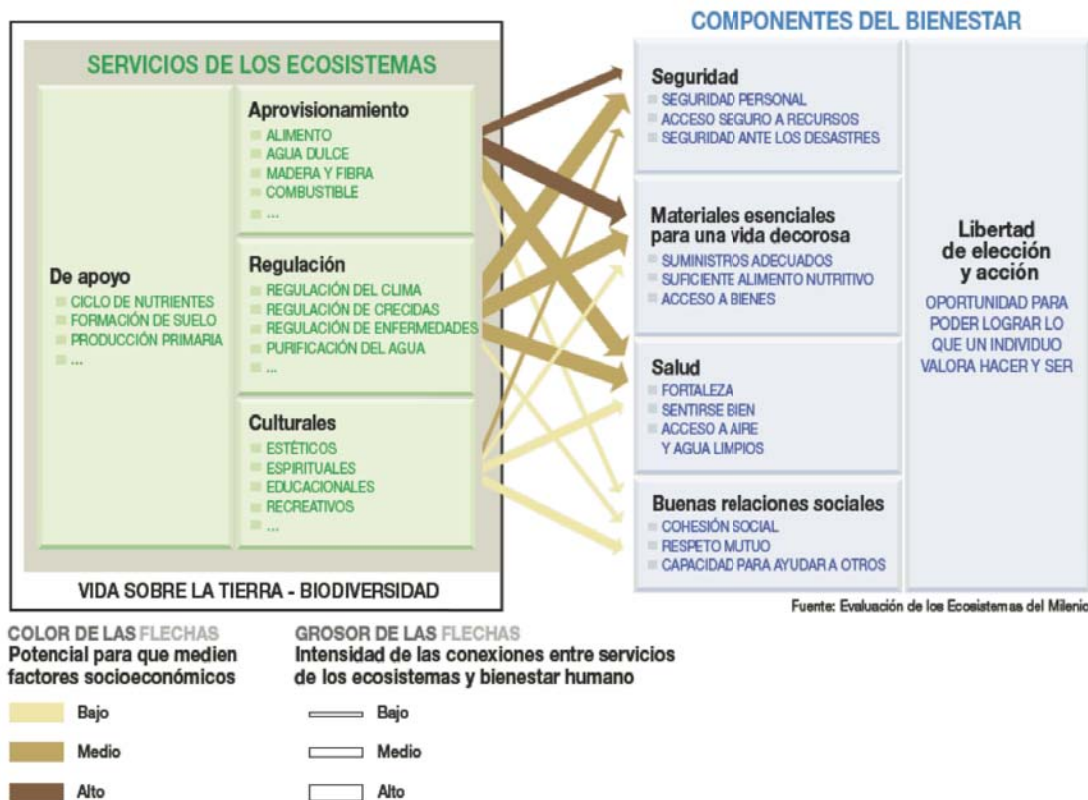 SERVICIOS DE LOS ECOSISTEMAS
De apoyo
CICLO DE NUTRIENTES
FORMACIÓN DE SUELO
PRODUCCIÓN PRIMARIA
...
Aprovisionamiento
ALIMENTO
AGUA DULCE
MADERA Y FIBRA
COMBUSTIBLE
...
Regulación
REGULACIÓN DEL CLIMA
REGULACIÓN DE CRECIDAS
REGULACIÓN DE ENFERMEDADES
PURIFICACIÓN DEL AGUA
...
Culturales
ESTÉTICOS
ESPIRITUALES
EDUCACIONALES
RECREATIVOS
...
VIDA SOBRE LA TIERRA - BIODIVERSIDAD
COMPONENTES DEL BIENESTAR
Seguridad
SEGURIDAD PERSONAL
ACCESO SEGURO A RECURSOS
SEGURIDAD ANTE LOS DESASTRES
Materiales esenciales
para una vida decorosa
SUMINISTROS ADECUADOS
SUFICIENTE ALIMENTO NUTRITIVO
ACCESO A BIENES
Salud
FORTALEZA
SENTIRSE BIEN
ACCESO A AIRE
Y AGUA LIMPIOS
Buenas relaciones sociales
COHESIÓN SOCIAL
RESPETO MUTUO
CAPACIDAD PARA AYUDAR A OTROS
Libertad
de elección
y acción
OPORTUNIDAD PARA
PODER LOGRAR LO
QUE UN INDIVIDUO
VALORA HACER Y SER
Fuente: Evaluación de los Ecosistemas del Milenio
COLOR DE LAS FLECHAS
Potencial para que medien
factores socioeconómicos
Bajo
Medio
Alto
GROSOR DE LAS FLECHAS
Intensidad de las conexiones entre servicios
de los ecosistemas y bienestar humano
Bajo
Medio
Alto